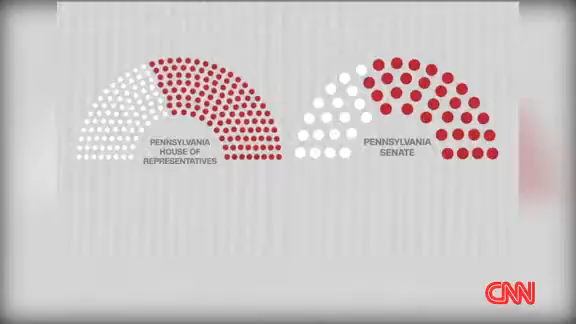 PENNSYLVANIA
HOUSE OF
REPRESENTATIVES
PENNSYLVANIA
SENATE
CNN